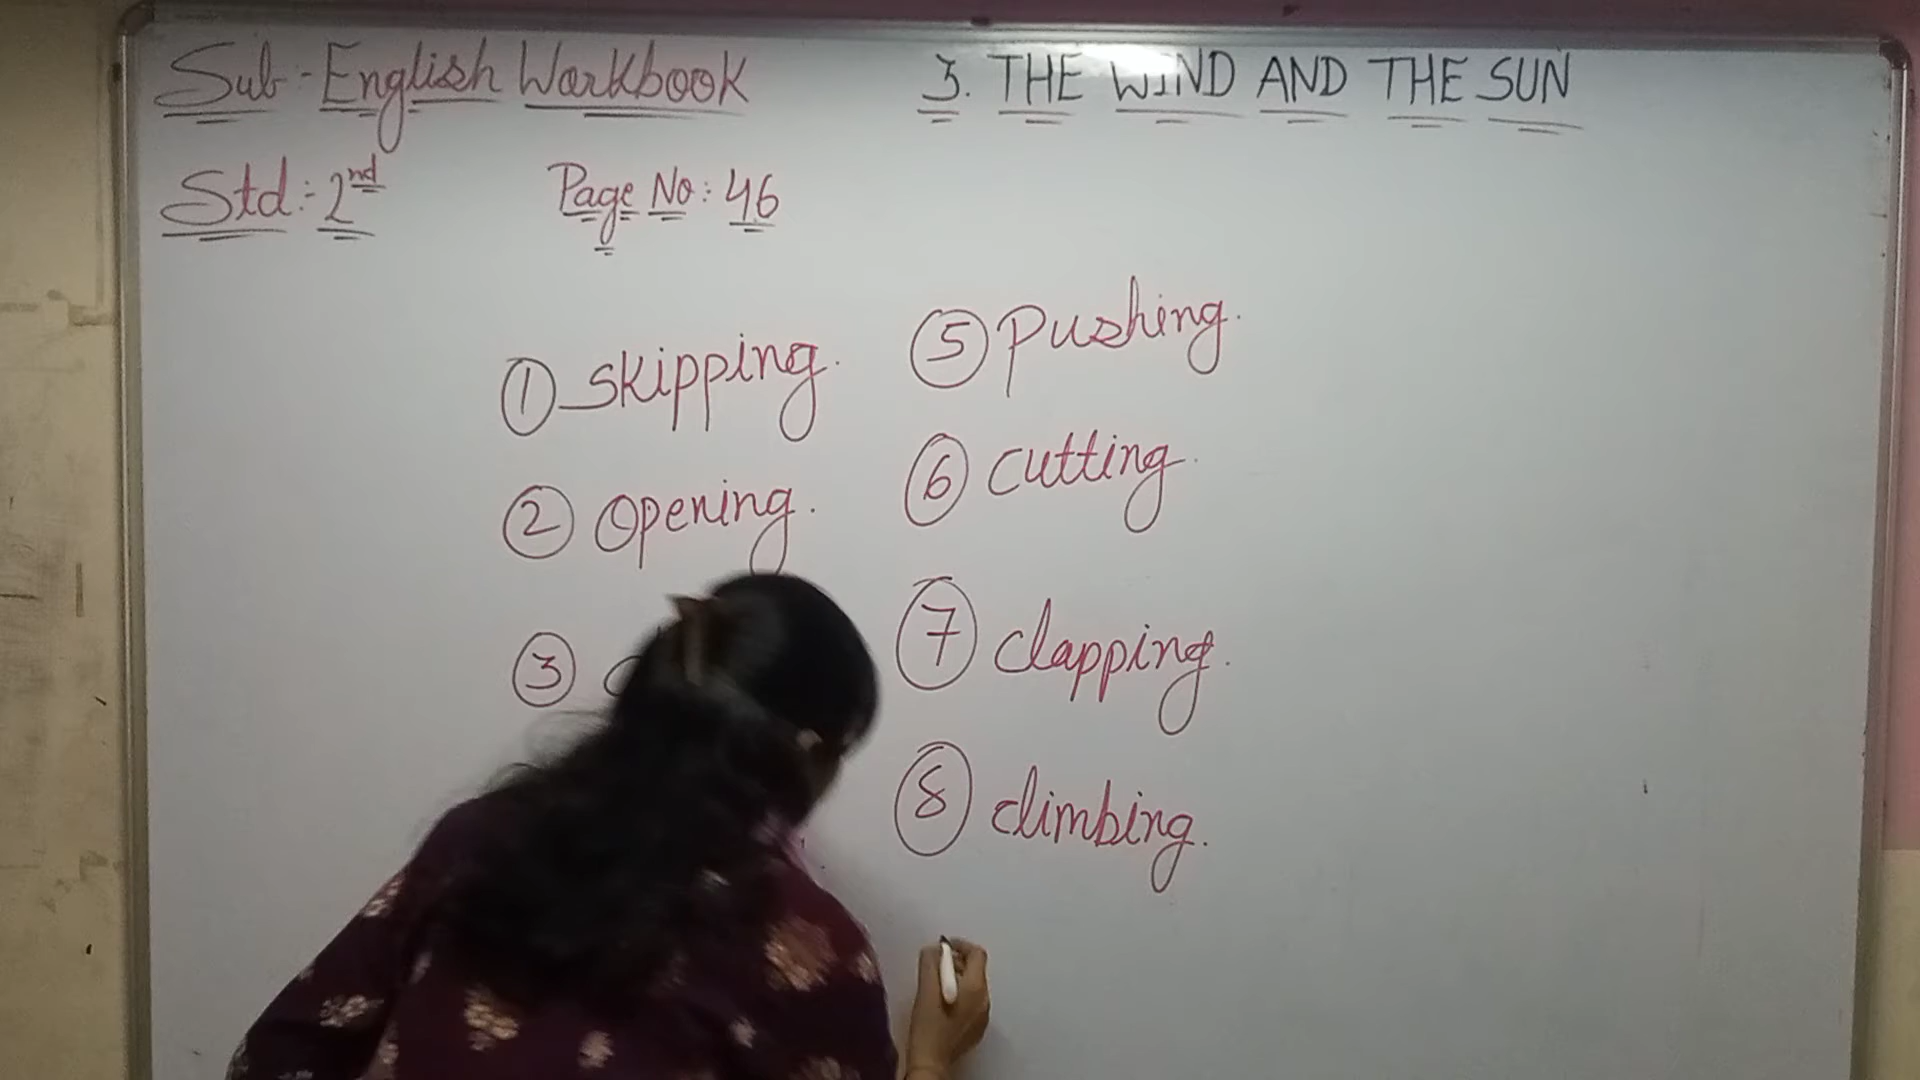 Sub - English Workbook
3. THE WIND AND THE SUN
Std:- 2nd
Page No: 46
① skipping.
② opening.
③
⑤ Pushing.
⑥ cutting.
⑦ clapping.
⑧ climbing.